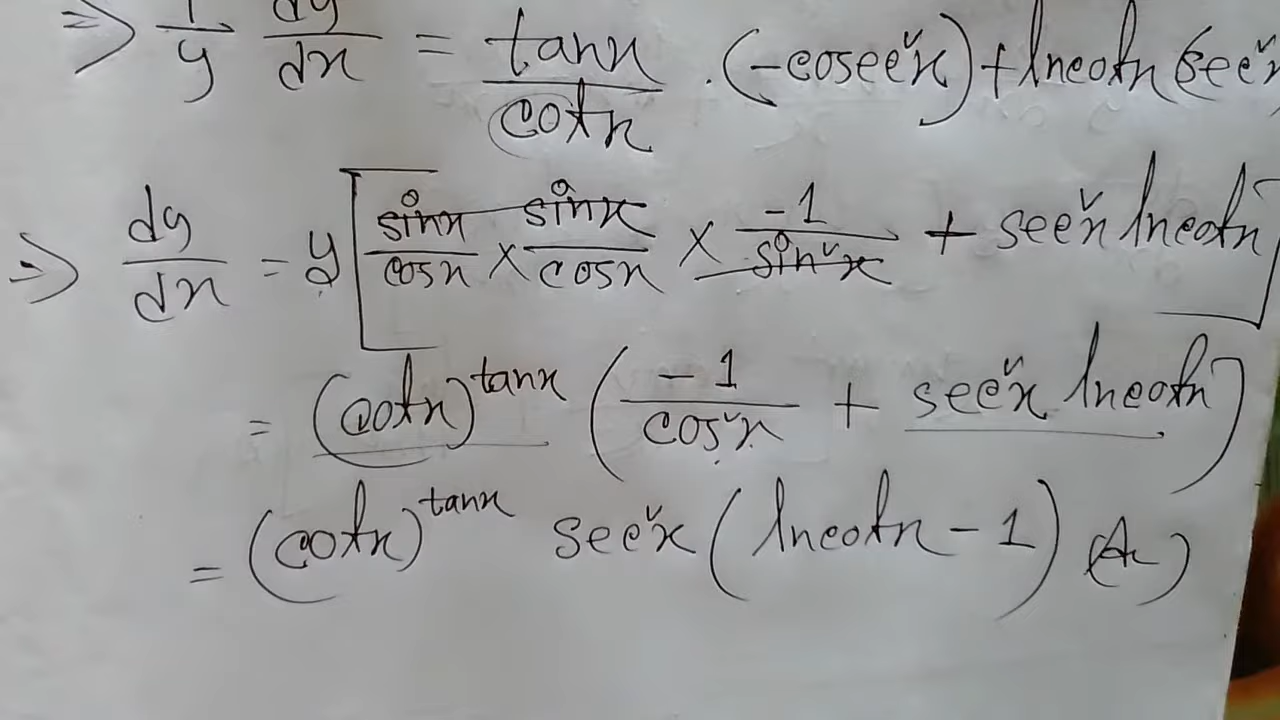 ⇒ 1/y dy/dx = tanx/cotx . (-cosec²x) + ln cotx (sec²x
⇒ dy/dx = y [ sinx/cosx × sinx/cosx × -1/sin²x + sec²x ln cotx ]
= (cotx)^tanx ( -1/cos²x + sec²x ln cotx )
= (cotx)^tanx sec²x ( ln cotx - 1 ) (A)